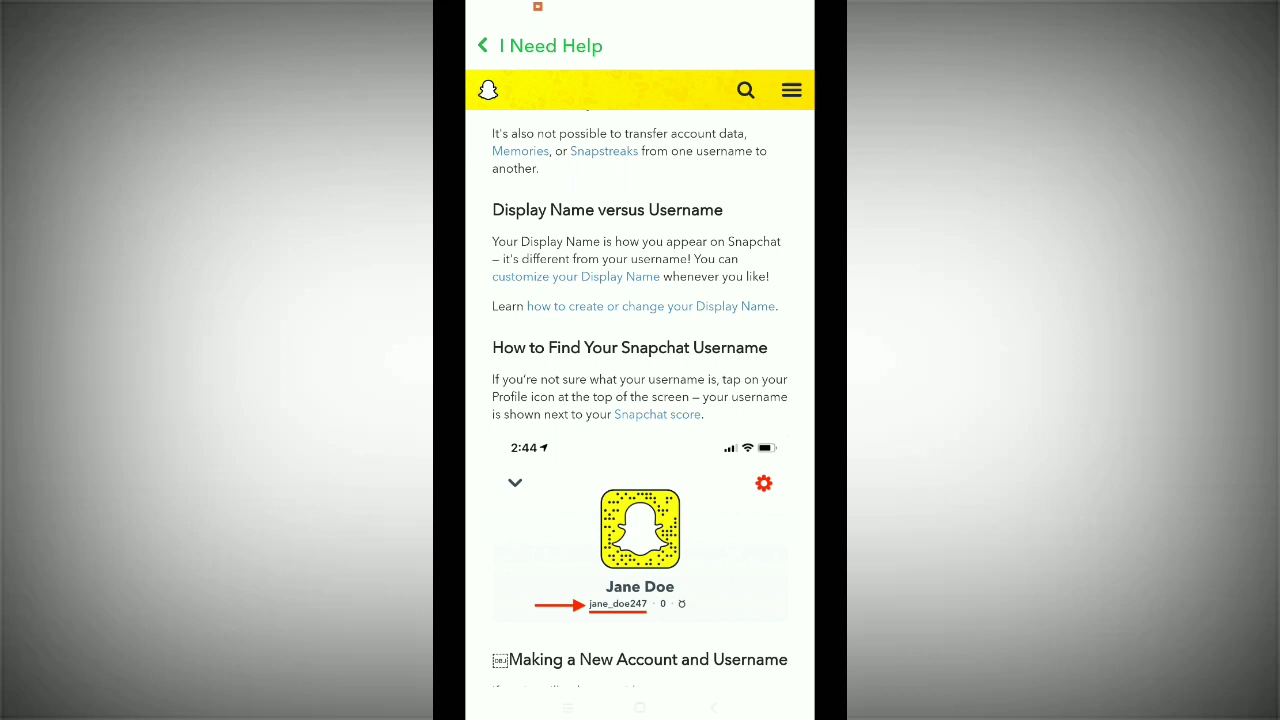 I Need Help
It's also not possible to transfer account data,
Memories, or Snapstreaks from one username to
another.
Display Name versus Username
Your Display Name is how you appear on Snapchat
– it's different from your username! You can
customize your Display Name whenever you like!
Learn how to create or change your Display Name.
How to Find Your Snapchat Username
If you're not sure what your username is, tap on your
Profile icon at the top of the screen – your username
is shown next to your Snapchat score.
2:44
Jane Doe
jane_doe247 · 0 · ♉
OBJ Making a New Account and Username